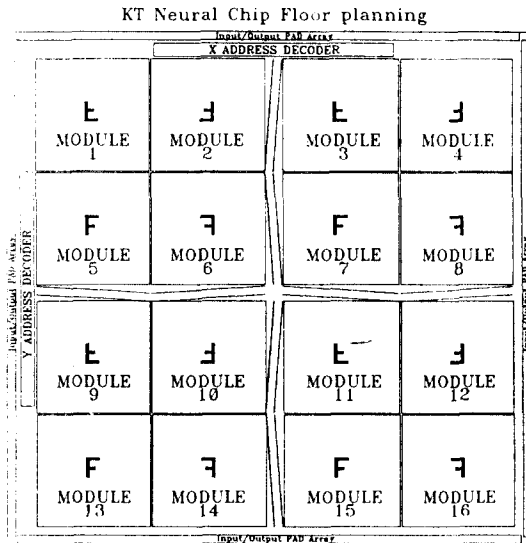 KT Neural Chip Floor planning
Input/Output PAD Array
X ADDRESS DECODER
MODULE
1
MODULE
2
MODULE
3
MODULE
4
F
MODULE
5
MODULE
6
F
MODULE
7
MODULE
8
Input/Output PAD Array
Y ADDRESS DECODER
MODULE
9
MODULE
10
MODULE
11
MODULE
12
F
MODULE
13
MODULE
14
F
MODULE
15
MODULE
16
Input/Output PAD Array